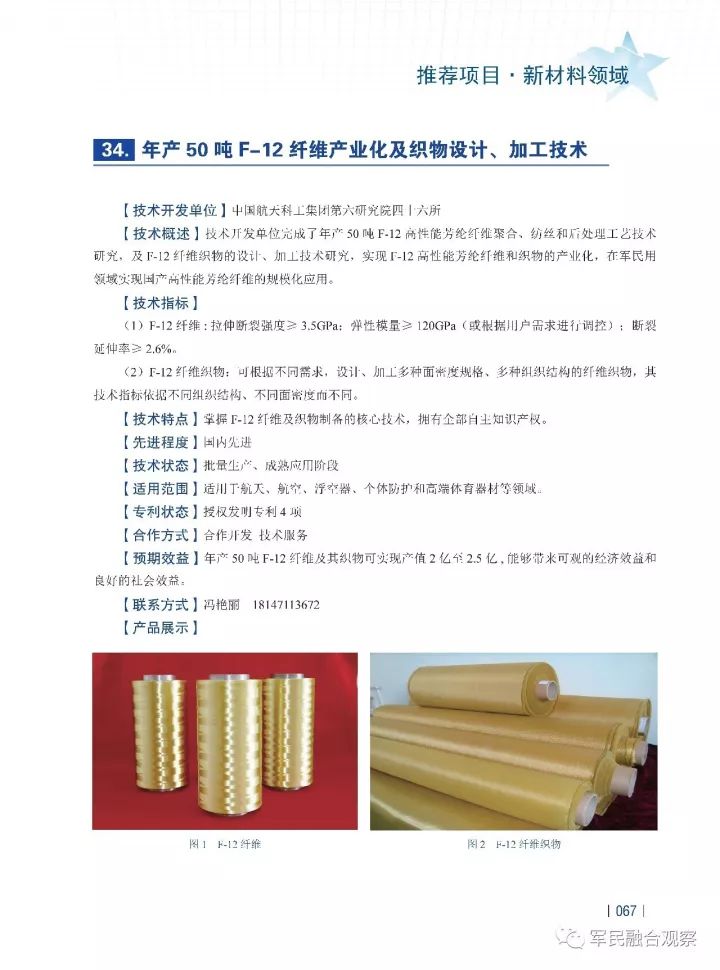 推荐项目·新材料领域
34. 年产 50 吨 F-12 纤维产业化及织物设计、加工技术
【技术开发单位】中国航天科工集团第六研究院四十六所
【技术概述】技术开发单位完成了年产 50 吨 F-12 高性能芳纶纤维聚合、纺丝和后处理工艺技术
研究，及 F-12 纤维织物的设计、加工技术研究，实现 F-12 高性能芳纶纤维和织物的产业化，在军民用
领域实现国产高性能芳纶纤维的规模化应用。
【技术指标】
（1）F-12 纤维：拉伸断裂强度≥ 3.5GPa；弹性模量≥ 120GPa（或根据用户需求进行调控）；断裂
延伸率≥ 2.6%。
（2）F-12 纤维织物：可根据不同需求，设计、加工多种面密度规格、多种组织结构的纤维织物，其
技术指标依据不同组织结构、不同面密度而不同。
【技术特点】掌握 F-12 纤维及织物制备的核心技术，拥有全部自主知识产权。
【先进程度】国内先进
【技术状态】批量生产、成熟应用阶段
【适用范围】适用于航天、航空、浮空器、个体防护和高端体育器材等领域。
【专利状态】授权发明专利 4 项
【合作方式】合作开发 技术服务
【预期效益】年产 50 吨 F-12 纤维及其织物可实现产值 2 亿至 2.5 亿，能够带来可观的经济效益和
良好的社会效益。
【联系方式】冯艳丽 18147113672
【产品展示】
图 1 F-12 纤维
图 2 F-12 纤维织物
| 067 |
军民融合观察